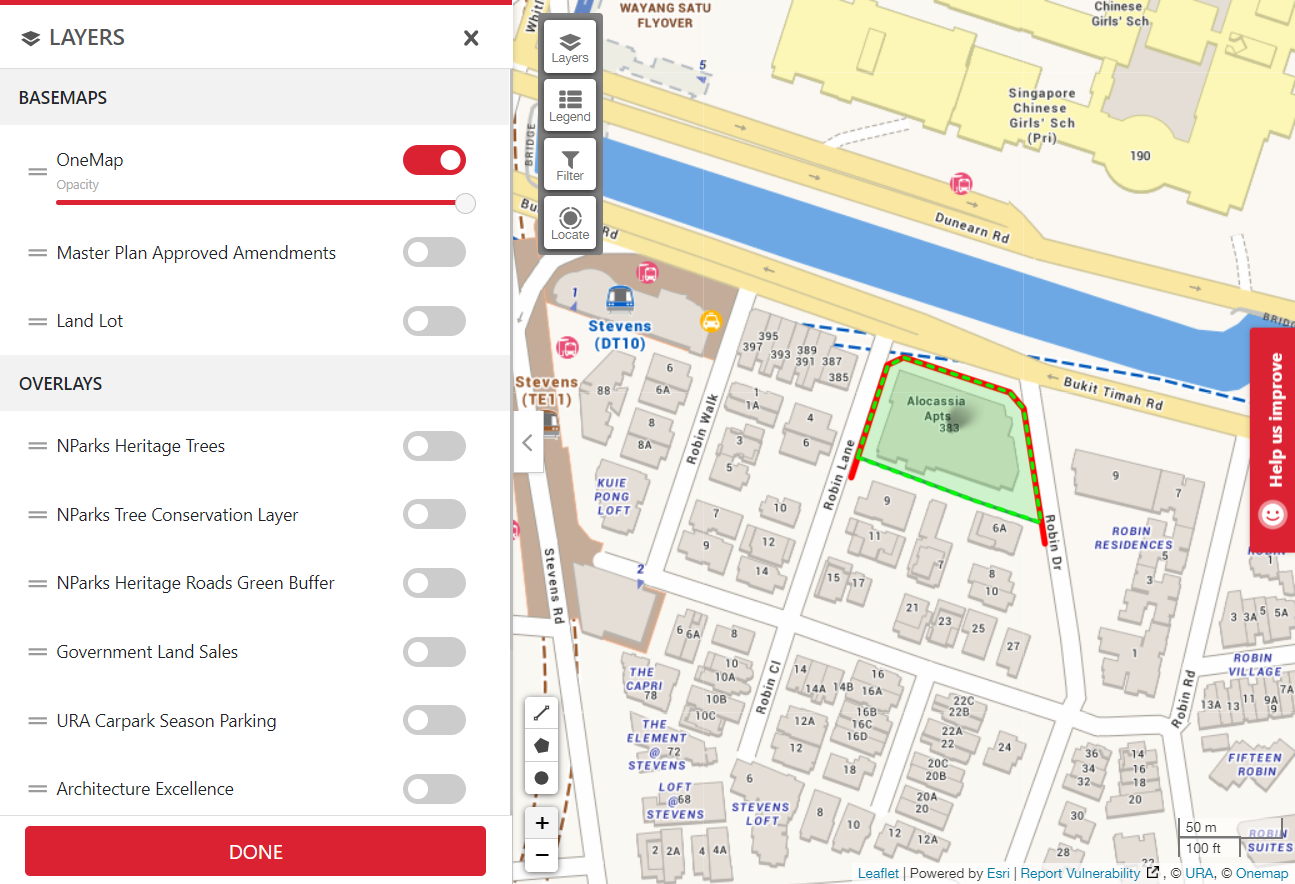 LAYERS
BASEMAPS
OneMap
Opacity
Master Plan Approved Amendments
Land Lot
OVERLAYS
NParks Heritage Trees
NParks Tree Conservation Layer
NParks Heritage Roads Green Buffer
Government Land Sales
URA Carpark Season Parking
Architecture Excellence
DONE
Layers
Legend
Filter
Locate
WAYANG SATU
FLYOVER
5
Chinese
Girls' Sch
Singapore
Chinese
Girls' Sch
(Pri)
190
BRIDGE
Dunearn Rd
Rd
1
Stevens
(DT10)
Stevens
(TE11)
395
397
393
389
391
387
385
Alocassia
Apts
383
Bukit Timah Rd
6
6A
88
8
8A
1
1A
3
5
4
6
Robin Walk
Robin Lane
KUIE
PONG
LOFT
7
9
10
12
14
9
11
15
17
7
6A
8
10
Robin Dr
9
7
ROBIN
RESIDENCES
5
3
1
1
Stevens Rd
2
21
23
25
27
6
6A
8
10
10A
10B
10C
THE
CAPRI
78
THE
ELEMENT
@ 72
STEVENS
LOFT
@68
STEVENS
2
2A
4
4A
Robin Cl
14
14A
14B
16
16A
16B
16C
16D
12A
12
18
6
STEVENS
LOFT
8
10
12
12A
22C
22B
22A
22
20C
20B
20A
20
24
36
34
32
30
28
14
16
18
20
22
Robin Rd
3
3A
5
5A
ROBIN
VILLAGE
13A
13
11
9A
9
7A
FIFTEEN
ROBIN
ROBIN
SUITES
Help us improve
+
−
50 m
100 ft
Leaflet | Powered by Esri | Report Vulnerability , © URA, © Onemap